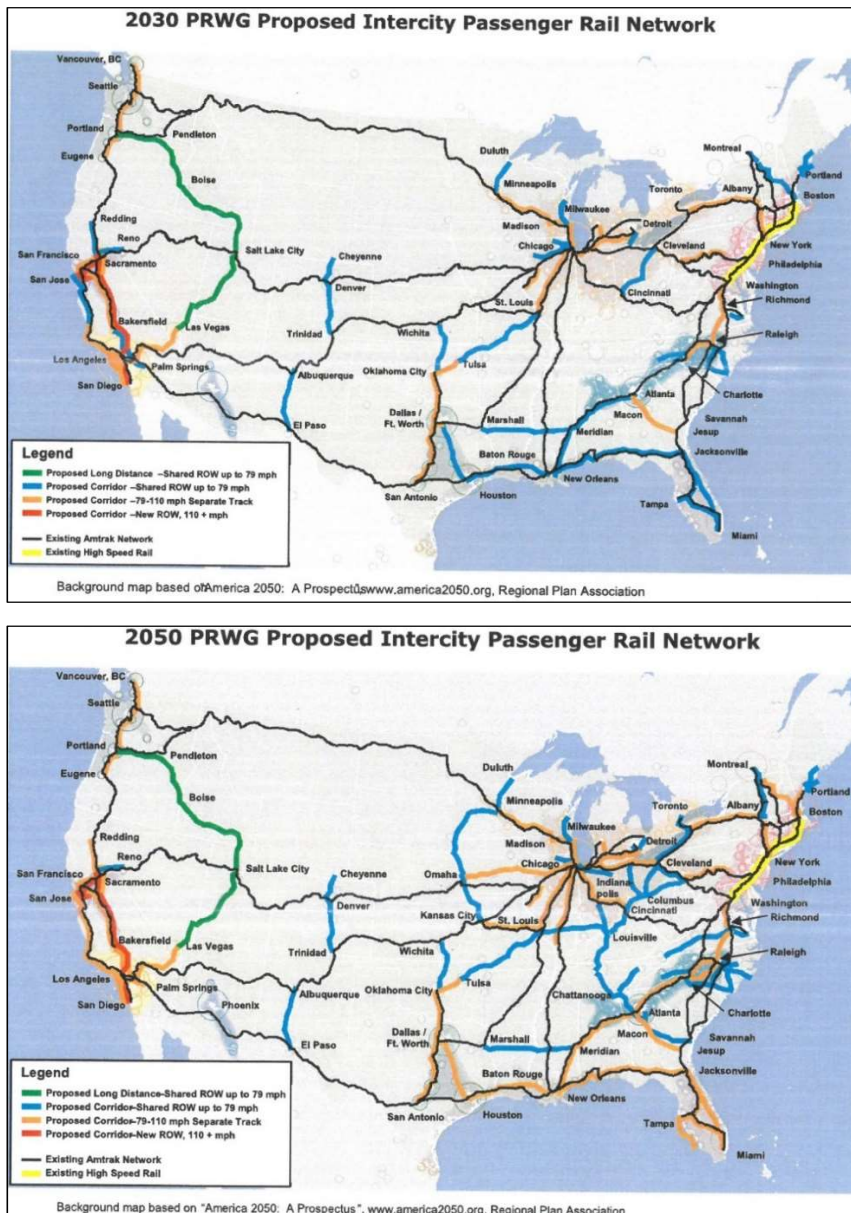 2030 PRWG Proposed Intercity Passenger Rail Network
Vancouver, BC
Seattle
Portland
Pendleton
Eugene
Boise
Duluth
Minneapolis
Montreal
Portland
Toronto
Albany
Boston
Milwaukee
Madison
Detroit
Redding
Reno
Chicago
Cleveland
New York
San Francisco
Sacramento
Salt Lake City
Cheyenne
Philadelphia
San Jose
Denver
Cincinnati
Washington
Richmond
St. Louis
Bakersfield
Las Vegas
Trinidad
Wichita
Raleigh
Los Angeles
Palm Springs
Oklahoma City
Tulsa
San Diego
Albuquerque
Atlanta
Charlotte
Dallas /
Ft. Worth
Macon
El Paso
Marshall
Meridian
Savannah
Jesup
Baton Rouge
Jacksonville
New Orleans
San Antonio
Houston
Tampa
Miami
Legend
Proposed Long Distance –Shared ROW up to 79 mph
Proposed Corridor –Shared ROW up to 79 mph
Proposed Corridor –79-110 mph Separate Track
Proposed Corridor –New ROW, 110 + mph
Existing Amtrak Network
Existing High Speed Rail
Background map based on "America 2050: A Prospectus", www.america2050.org, Regional Plan Association
2050 PRWG Proposed Intercity Passenger Rail Network
Vancouver, BC
Seattle
Portland
Pendleton
Eugene
Boise
Duluth
Minneapolis
Montreal
Portland
Toronto
Albany
Boston
Milwaukee
Madison
Detroit
Redding
Reno
Chicago
Cleveland
New York
San Francisco
Sacramento
Salt Lake City
Cheyenne
Omaha
Indiana
polis
Philadelphia
San Jose
Denver
Columbus
Cincinnati
Washington
Kansas City
St. Louis
Richmond
Bakersfield
Las Vegas
Trinidad
Wichita
Louisville
Raleigh
Los Angeles
Palm Springs
Oklahoma City
Tulsa
Chattanooga
San Diego
Phoenix
Albuquerque
Atlanta
Charlotte
Dallas /
Ft. Worth
Macon
El Paso
Marshall
Meridian
Savannah
Jesup
Baton Rouge
Jacksonville
New Orleans
San Antonio
Houston
Tampa
Miami
Legend
Proposed Long Distance-Shared ROW up to 79 mph
Proposed Corridor-Shared ROW up to 79 mph
Proposed Corridor-79-110 mph Separate Track
Proposed Corridor-New ROW, 110 + mph
Existing Amtrak Network
Existing High Speed Rail
Background map based on "America 2050: A Prospectus", www.america2050.org, Regional Plan Association